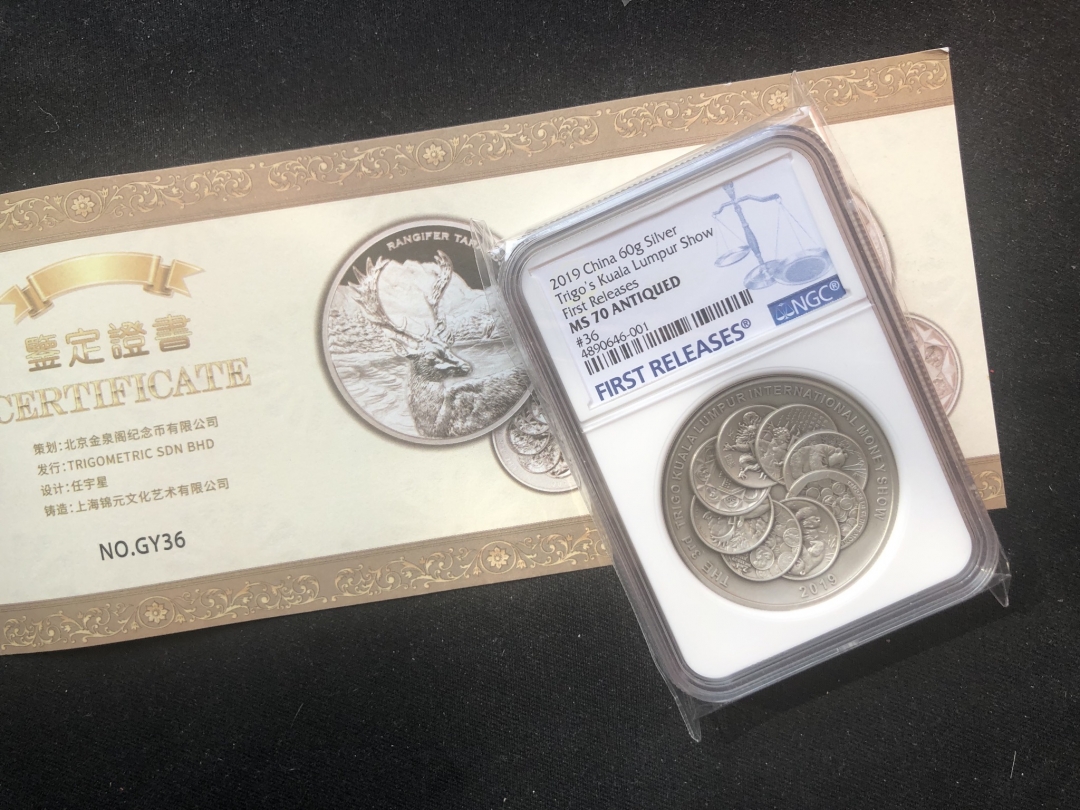 鑒定證書
CERTIFICATE
策划:北京金泉阁纪念币有限公司
发行:TRIGOMETRIC SDN BHD
设计:任宇星
铸造:上海锦元文化艺术有限公司
NO.GY36
RANGIFER TAR
2019 China 60g Silver
Trigo's Kuala Lumpur Show
First Releases
MS 70 ANTIQUED
#36
4890646-001
NGC®
FIRST RELEASES®
THE TRIGO KUALA LUMPUR INTERNATIONAL MONEY SHOW
2019